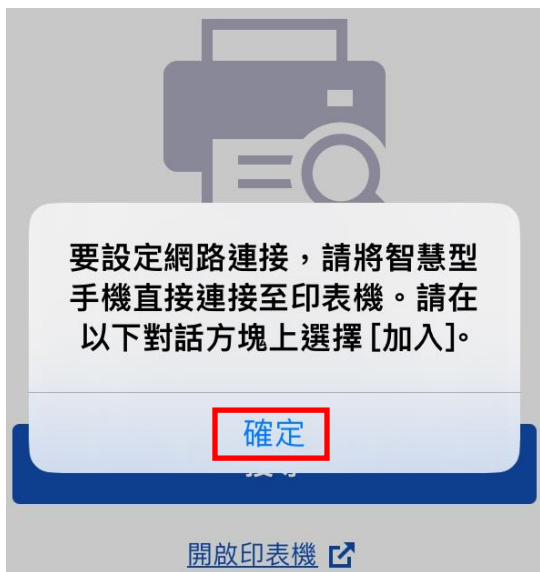 要設定網路連接，請將智慧型
手機直接連接至印表機。請在
以下對話方塊上選擇 [加入]。
確定
開啟印表機